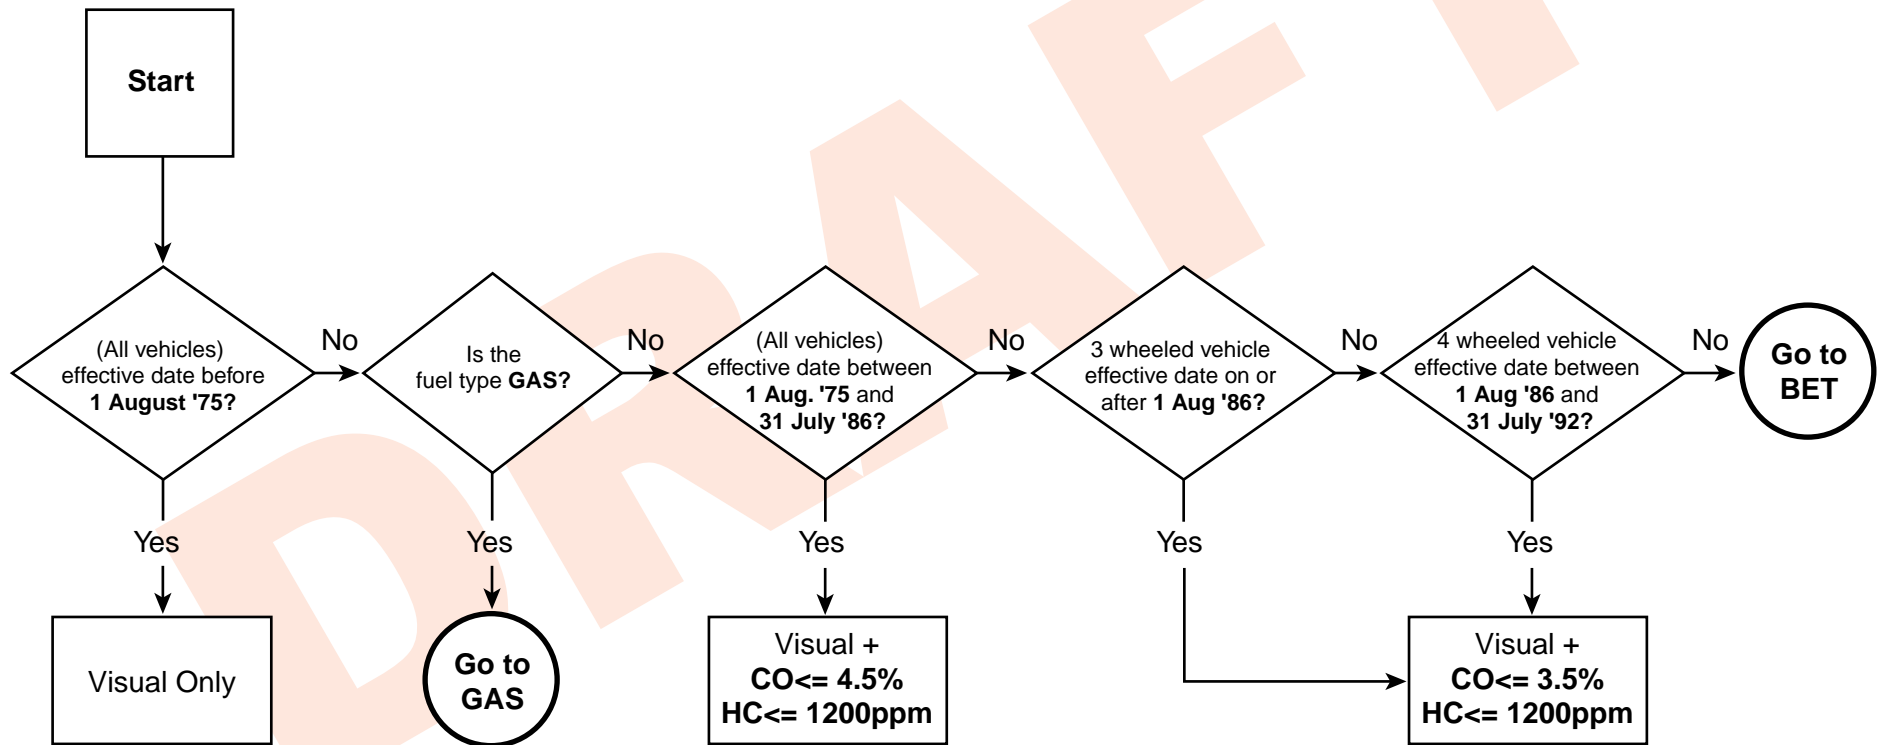 Start
(All vehicles)
effective date before
1 August '75?
No
Is the
fuel type GAS?
No
(All vehicles)
effective date between
1 Aug. '75 and
31 July '86?
No
3 wheeled vehicle
effective date on or
after 1 Aug '86?
No
4 wheeled vehicle
effective date between
1 Aug '86 and
31 July '92?
No
Go to
BET
Yes
Yes
Yes
Yes
Yes
Visual Only
Go to
GAS
Visual +
CO<= 4.5%
HC<= 1200ppm
Visual +
CO<= 3.5%
HC<= 1200ppm
DRAFT